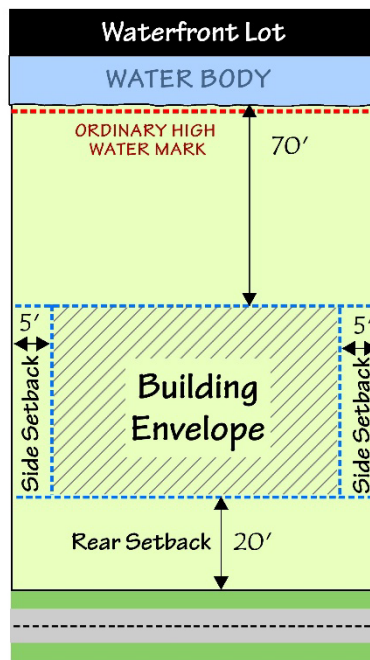 Waterfront Lot
WATER BODY
ORDINARY HIGH
WATER MARK
70'
5'
5'
Side Setback
Building
Envelope
Side Setback
Rear Setback
20'